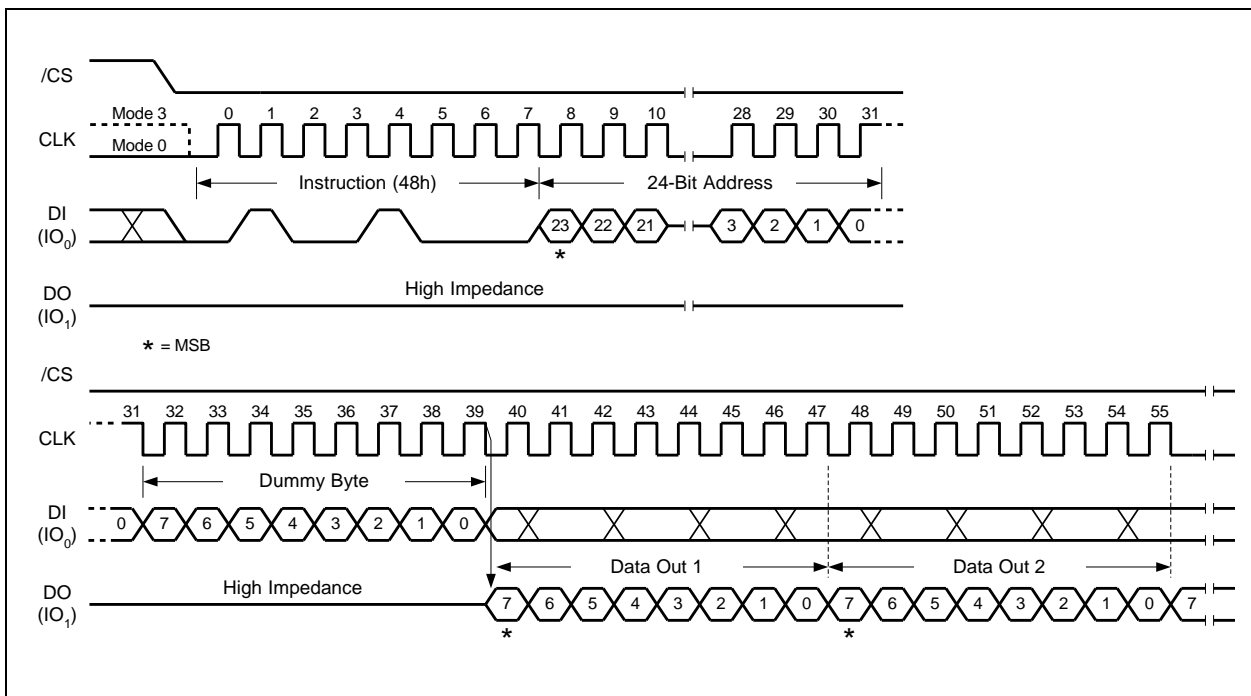 /CS
Mode 3 0 1 2 3 4 5 6 7 8 9 10 28 29 30 31
CLK
Mode 0
Instruction (48h) 24-Bit Address
DI
(IO0)
23 22 21 3 2 1 0
*
High Impedance
DO
(IO1)
* = MSB
/CS
31 32 33 34 35 36 37 38 39 40 41 42 43 44 45 46 47 48 49 50 51 52 53 54 55
CLK
Dummy Byte
DI
(IO0)
0 7 6 5 4 3 2 1 0
Data Out 1 Data Out 2
High Impedance
DO
(IO1)
7 6 5 4 3 2 1 0 7 6 5 4 3 2 1 0 7
* *